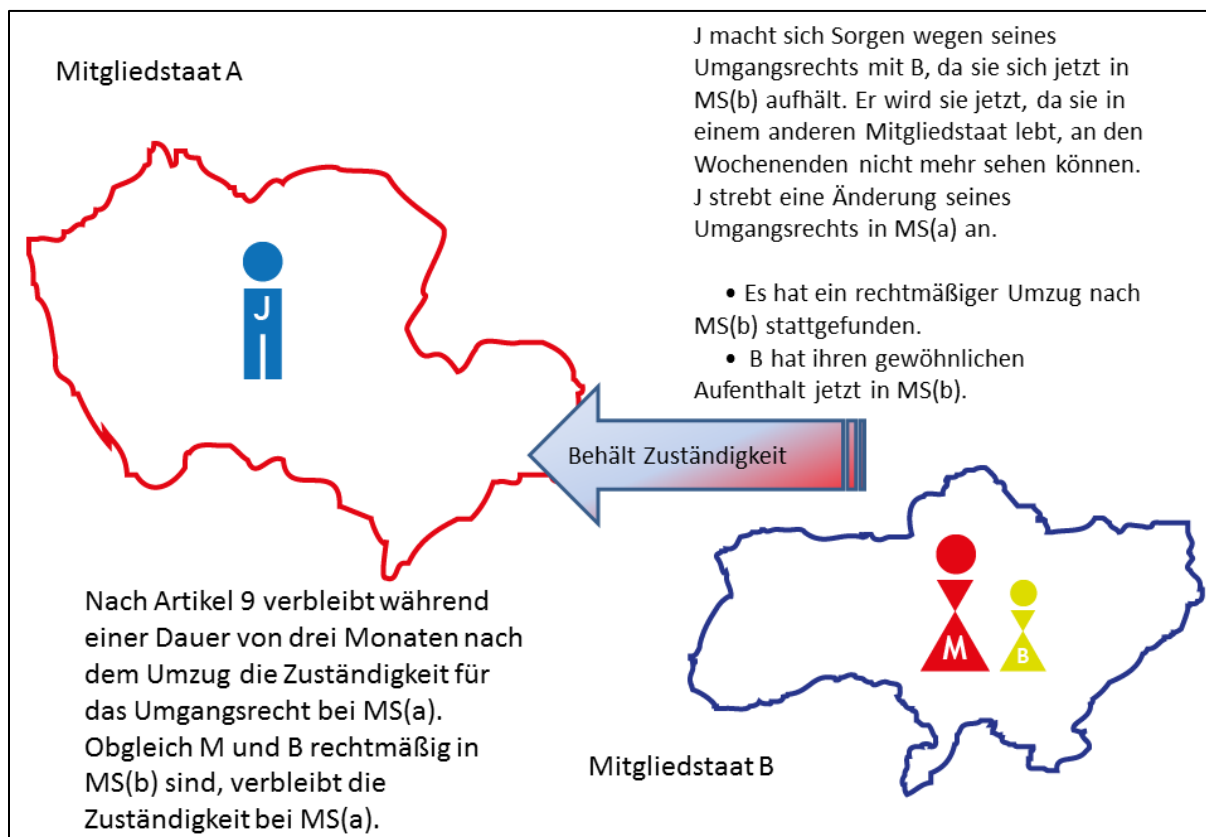 Mitgliedstaat A
J macht sich Sorgen wegen seines
Umgangsrechts mit B, da sie sich jetzt in
MS(b) aufhält. Er wird sie jetzt, da sie in
einem anderen Mitgliedstaat lebt, an den
Wochenenden nicht mehr sehen können.
J strebt eine Änderung seines
Umgangsrechts in MS(a) an.
• Es hat ein rechtmäßiger Umzug nach
MS(b) stattgefunden.
• B hat ihren gewöhnlichen
Aufenthalt jetzt in MS(b).
J
Behält Zuständigkeit
M
B
Nach Artikel 9 verbleibt während
einer Dauer von drei Monaten nach
dem Umzug die Zuständigkeit für
das Umgangsrecht bei MS(a).
Obgleich M und B rechtmäßig in
MS(b) sind, verbleibt die
Zuständigkeit bei MS(a).
Mitgliedstaat B